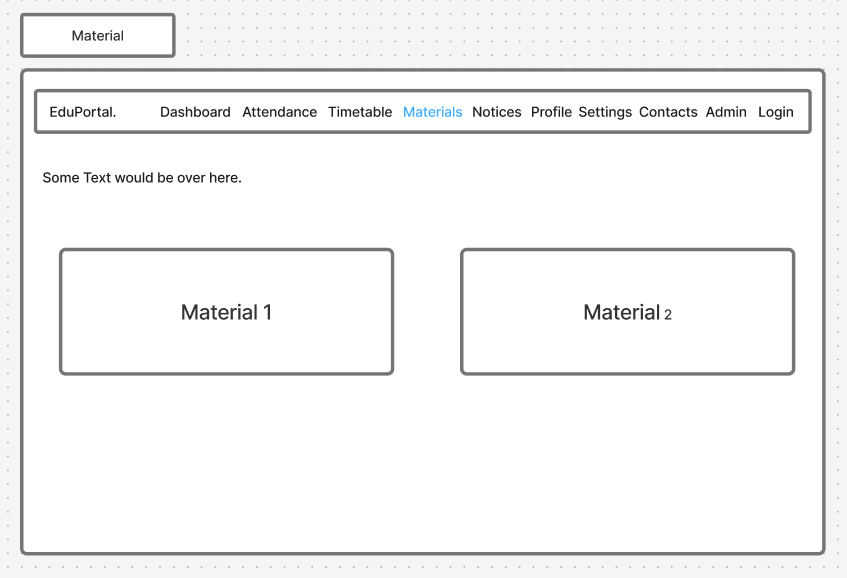 Material
EduPortal. Dashboard Attendance Timetable Materials Notices Profile Settings Contacts Admin Login
Some Text would be over here.
Material 1 Material 2